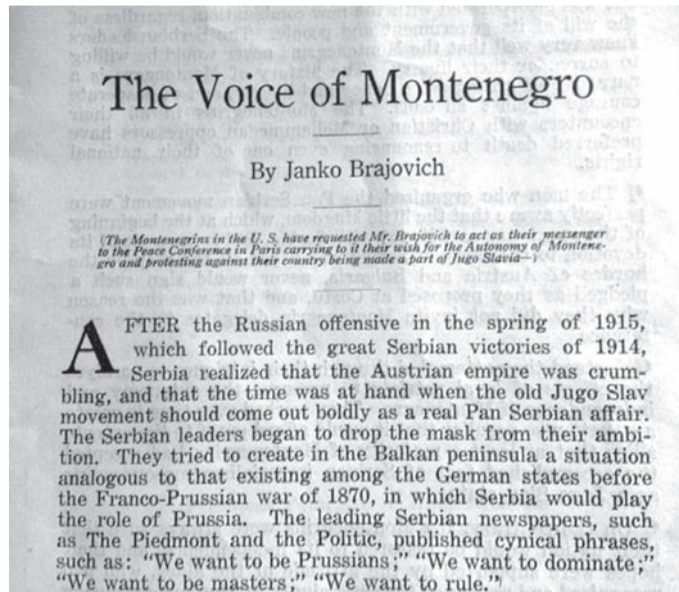 The Voice of Montenegro
By Janko Brajovich
(The Montenegrins in the U. S. have requested Mr. Brajovich to act as their messenger
to the Peace Conference in Paris carrying to it their wish for the Autonomy of Montene-
gro and protesting against their country being made a part of Jugo Slavia—)
AFTER the Russian offensive in the spring of 1915,
which followed the great Serbian victories of 1914,
Serbia realized that the Austrian empire was crum-
bling, and that the time was at hand when the old Jugo Slav
movement should come out boldly as a real Pan Serbian affair.
The Serbian leaders began to drop the mask from their ambi-
tion. They tried to create in the Balkan peninsula a situation
analogous to that existing among the German states before
the Franco-Prussian war of 1870, in which Serbia would play
the role of Prussia. The leading Serbian newspapers, such
as The Piedmont and the Politic, published cynical phrases,
such as: “We want to be Prussians;” “We want to dominate;”
“We want to be masters;” “We want to rule.”